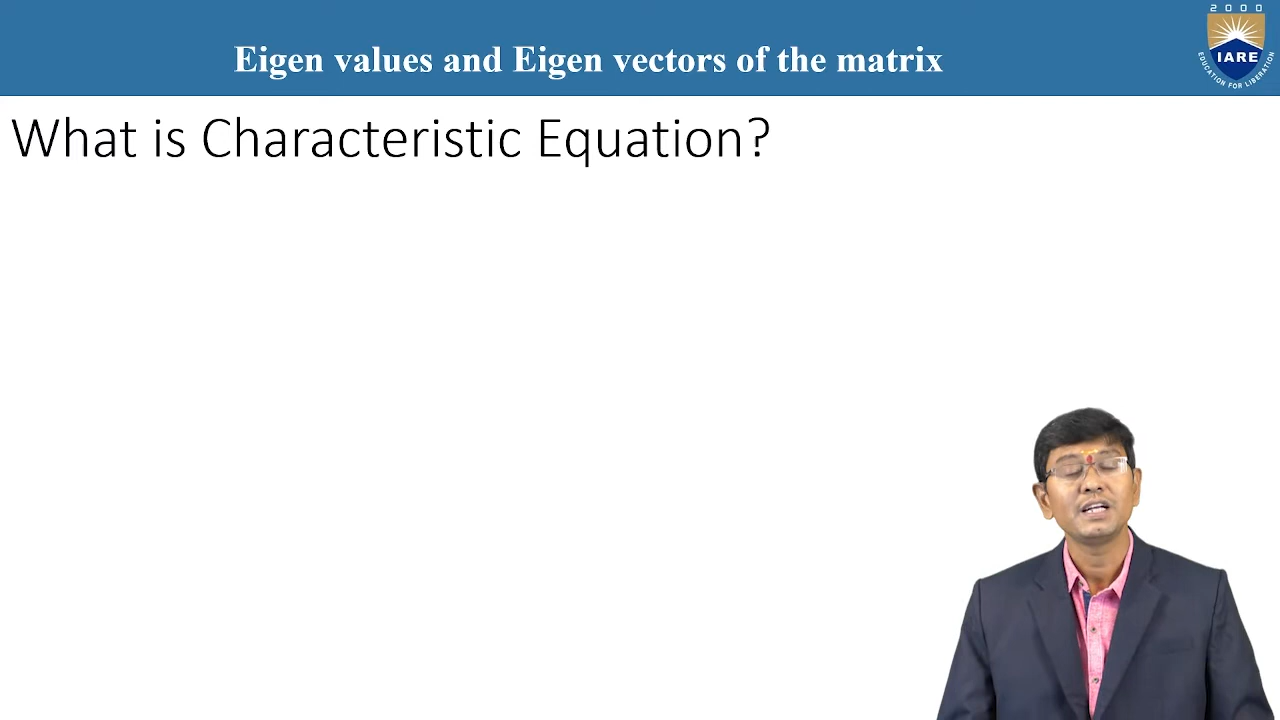 2000
Eigen values and Eigen vectors of the matrix
IARE
EDUCATION FOR LIBERATION
What is Characteristic Equation?